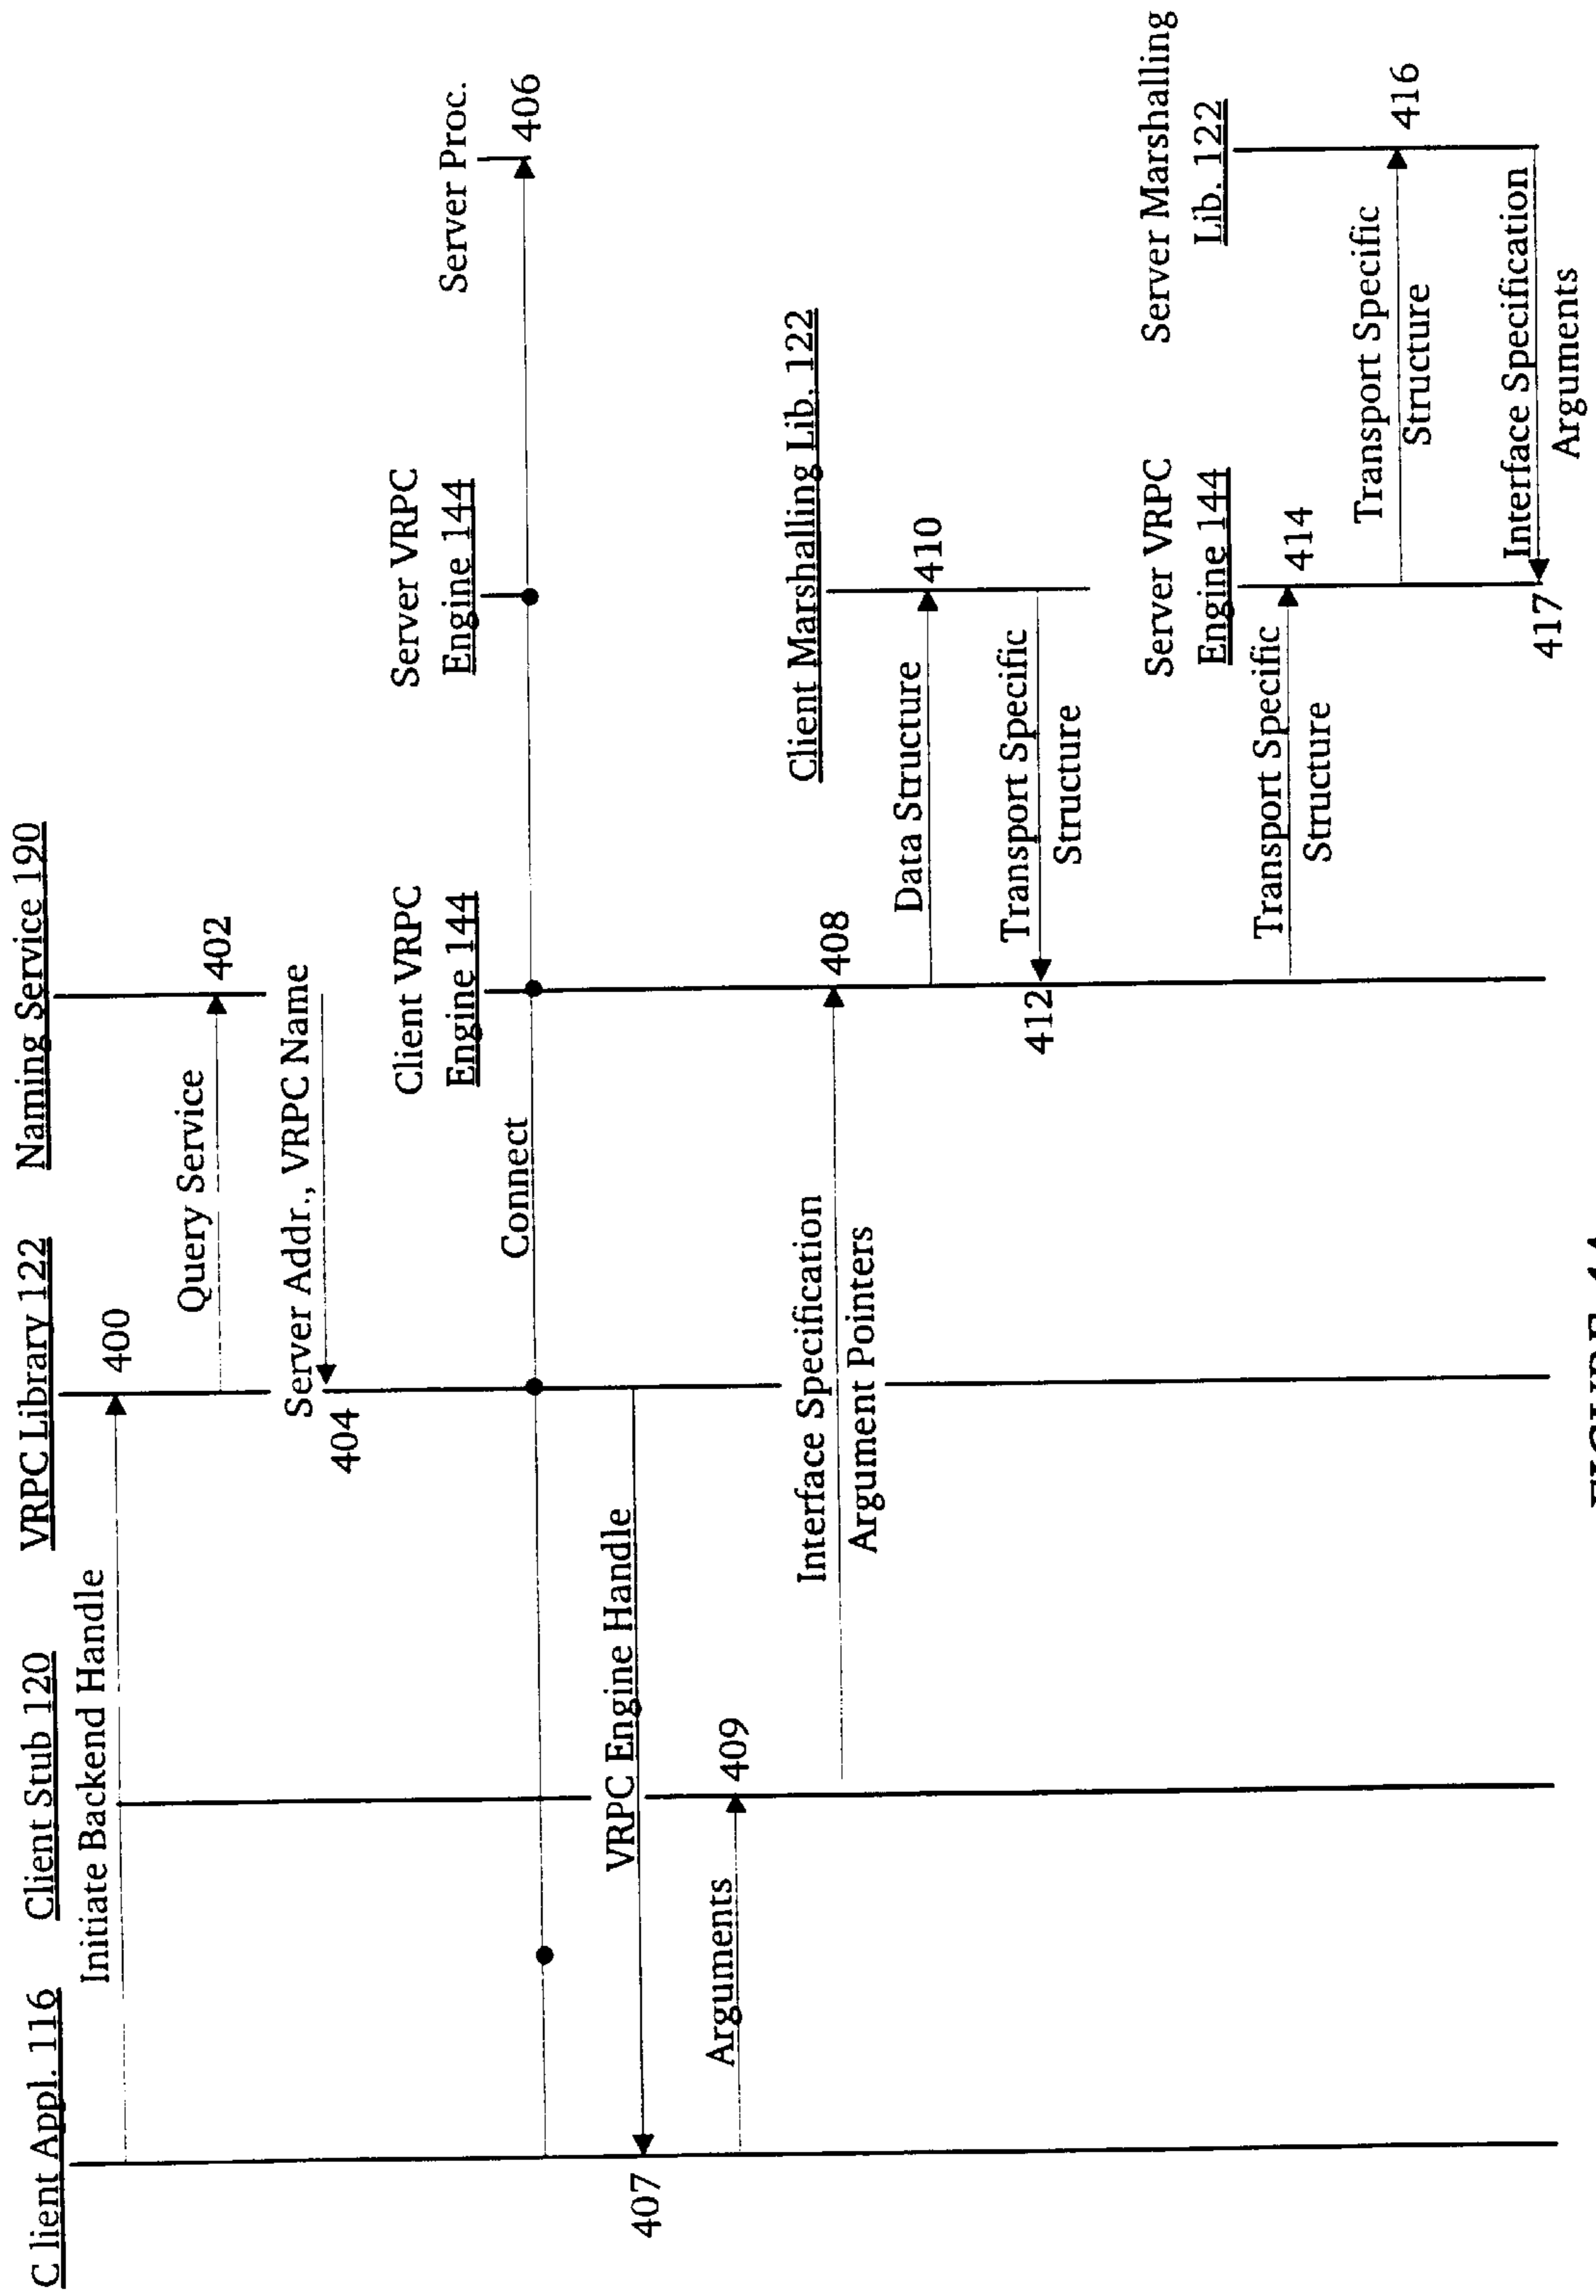 Client Appl. 116
Client Stub 120
VRPC Library 122
Naming Service 190
Initiate Backend Handle
400
Query Service
402
Server Addr., VRPC Name
404
Client VRPC
Engine 144
Server VRPC
Engine 144
Server Proc.
Connect
406
VRPC Engine Handle
407
Arguments
409
Interface Specification
Argument Pointers
408
Client Marshalling Lib. 122
Data Structure
410
Transport Specific
Structure
412
Server VRPC
Engine 144
Server Marshalling
Lib. 122
Transport Specific
Structure
414
Transport Specific
Structure
416
Interface Specification
Arguments
417
FIGURE 4A